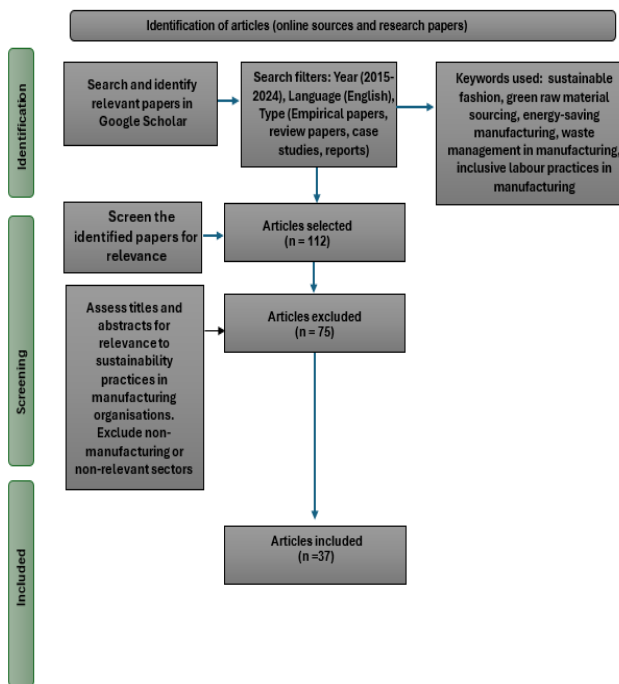 Identification of articles (online sources and research papers)
Identification
Search and identify
relevant papers in
Google Scholar
Search filters: Year (2015-
2024), Language (English),
Type (Empirical papers,
review papers, case
studies, reports)
Keywords used: sustainable
fashion, green raw material
sourcing, energy-saving
manufacturing, waste
management in manufacturing,
inclusive labour practices in
manufacturing
Screening
Screen the
identified papers for
relevance
Articles selected
(n = 112)
Assess titles and
abstracts for
relevance to
sustainability
practices in
manufacturing
organisations.
Exclude non-
manufacturing or
non-relevant sectors
Articles excluded
(n = 75)
Included
Articles included
(n =37)